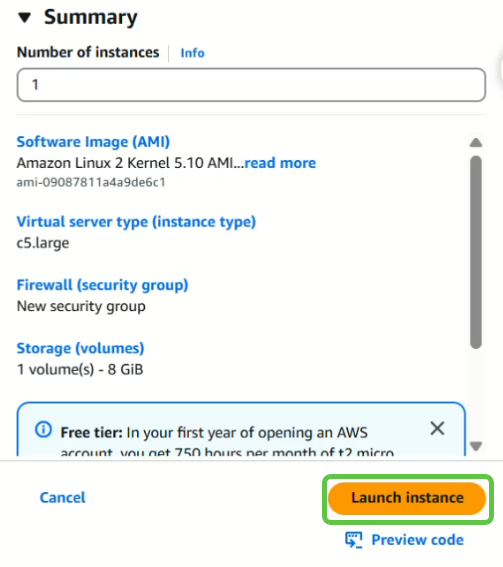 Summary
Number of instances Info
1
Software Image (AMI)
Amazon Linux 2 Kernel 5.10 AMI...read more
ami-09087811a4a9de6c1
Virtual server type (instance type)
c5.large
Firewall (security group)
New security group
Storage (volumes)
1 volume(s) - 8 GiB
Free tier: In your first year of opening an AWS
account, you get 750 hours per month of t2.micro
Cancel
Launch instance
Preview code